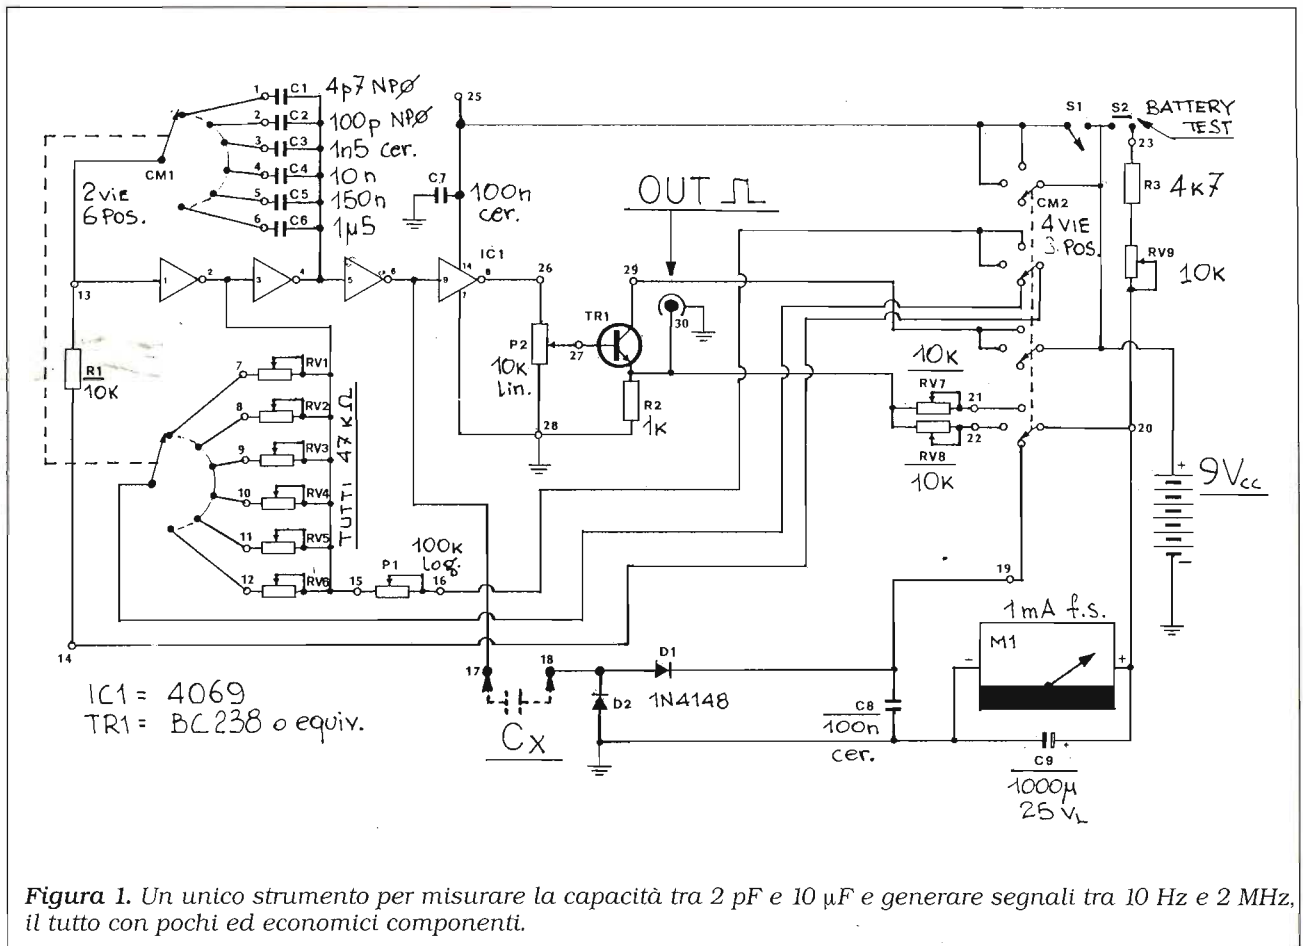 1 C1 4p7 NPØ
2 C2 100p NPØ
3 C3 1n5 cer.
4 C4 10n
5 C5 150n
6 C6 1µ5
CM1
2 VIE
6 POS.
25
C7 100n
cer.
OUT
S1 S2 BATTERY
TEST
23
R3 4K7
CM2
4 VIE
3 POS.
RV9
10K
13
1 2 3 4 5 6 9 14 8 7
IC1
26
29
30
TR1
P2 27
10K
Lin.
R1
10K
R2
1K
28
7 RV1
8 RV2
9 RV3
10 RV4
11 RV5
12 RV6
TUTTI 47KΩ
10K
RV7
21
22
RV8
10K
20
+
9Vcc
-
15 P1 16
100K
log.
14
17 18
Cx
D1
1N4148
D2
19
1mA f.s.
M1
- +
C8
100n
cer.
+
C9
1000µ
25 VL
IC1 = 4069
TR1 = BC238 o equiv.
Figura 1. Un unico strumento per misurare la capacità tra 2 pF e 10 µF e generare segnali tra 10 Hz e 2 MHz,
il tutto con pochi ed economici componenti.